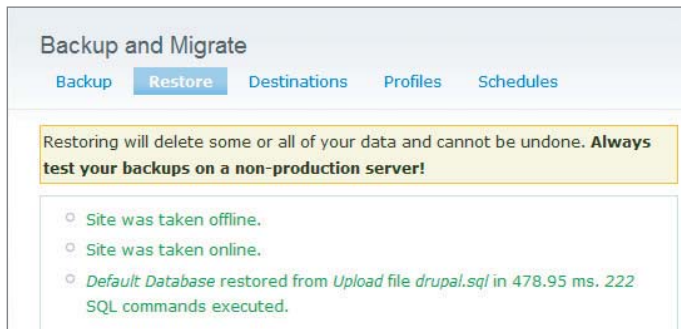 Backup and Migrate
Backup Restore Destinations Profiles Schedules
Restoring will delete some or all of your data and cannot be undone. Always
test your backups on a non-production server!
Site was taken offline.
Site was taken online.
Default Database restored from Upload file drupal.sql in 478.95 ms. 222
SQL commands executed.